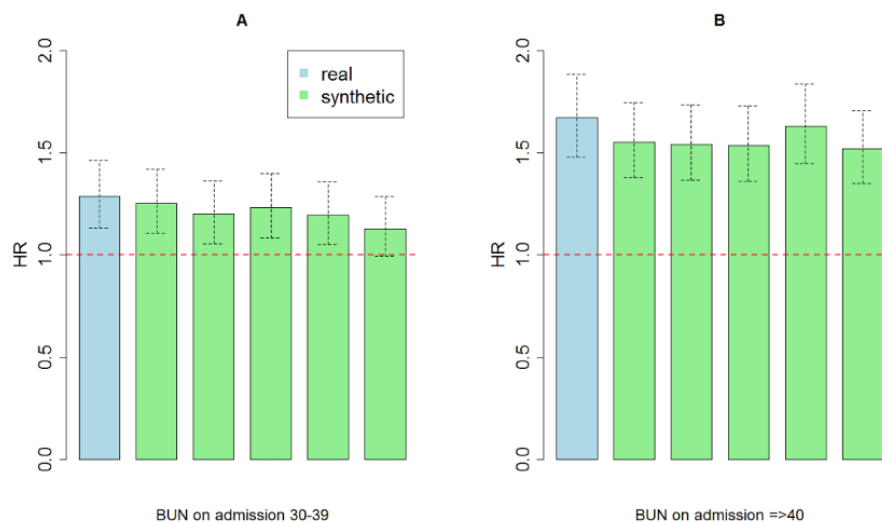 A
HR
2.0
1.5
1.0
0.5
0.0
real
synthetic
BUN on admission 30-39
B
HR
2.0
1.5
1.0
0.5
0.0
BUN on admission =>40